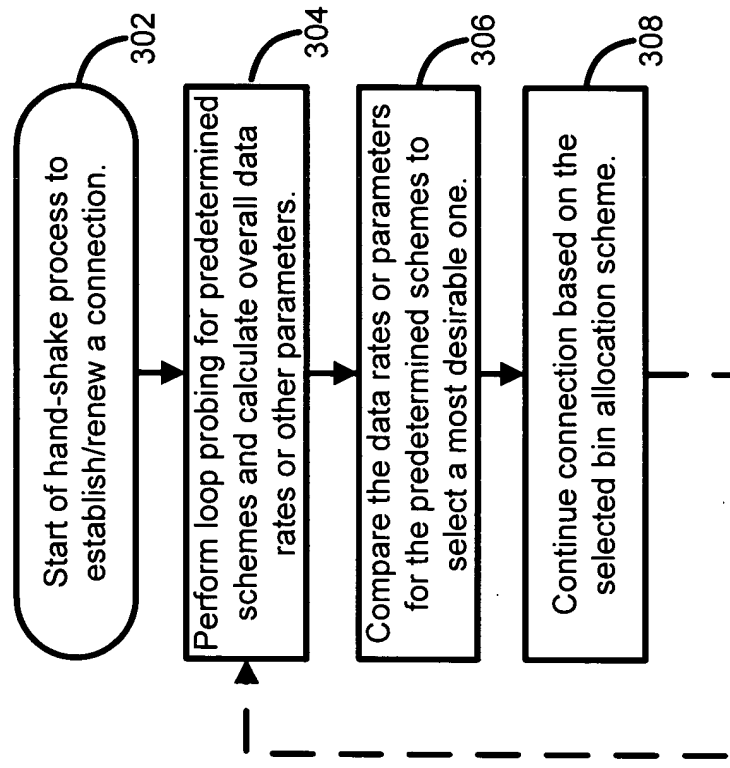 Start of hand-shake process to
establish/renew a connection.
302
Perform loop probing for predetermined
schemes and calculate overall data
rates or other parameters.
304
Compare the data rates or parameters
for the predetermined schemes to
select a most desirable one.
306
Continue connection based on the
selected bin allocation scheme.
308